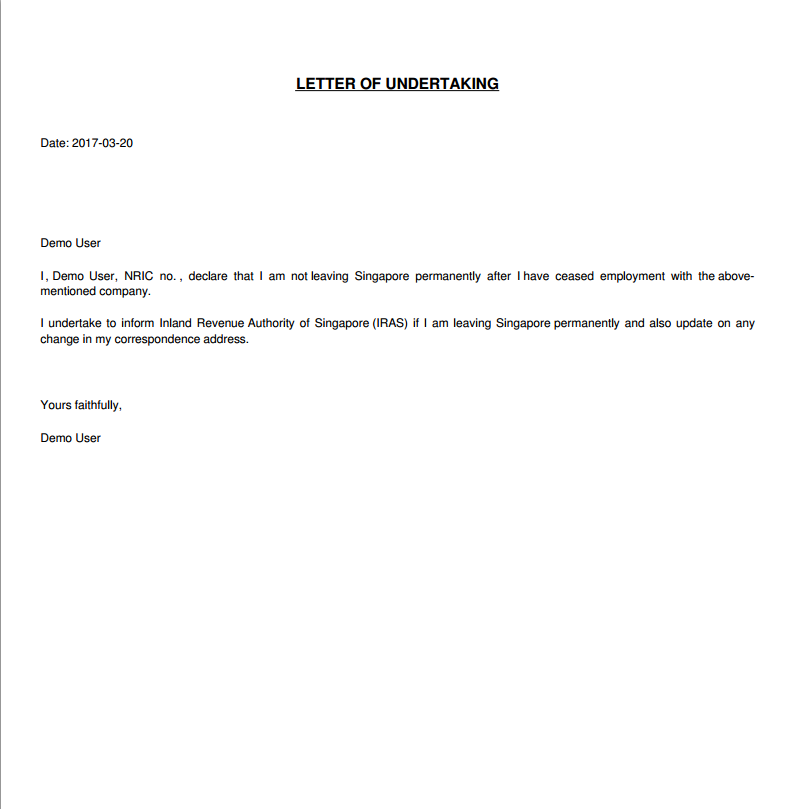 LETTER OF UNDERTAKING
Date: 2017-03-20
Demo User
I, Demo User, NRIC no. , declare that I am not leaving Singapore permanently after I have ceased employment with the above-
mentioned company.
I undertake to inform Inland Revenue Authority of Singapore (IRAS) if I am leaving Singapore permanently and also update on any
change in my correspondence address.
Yours faithfully,
Demo User